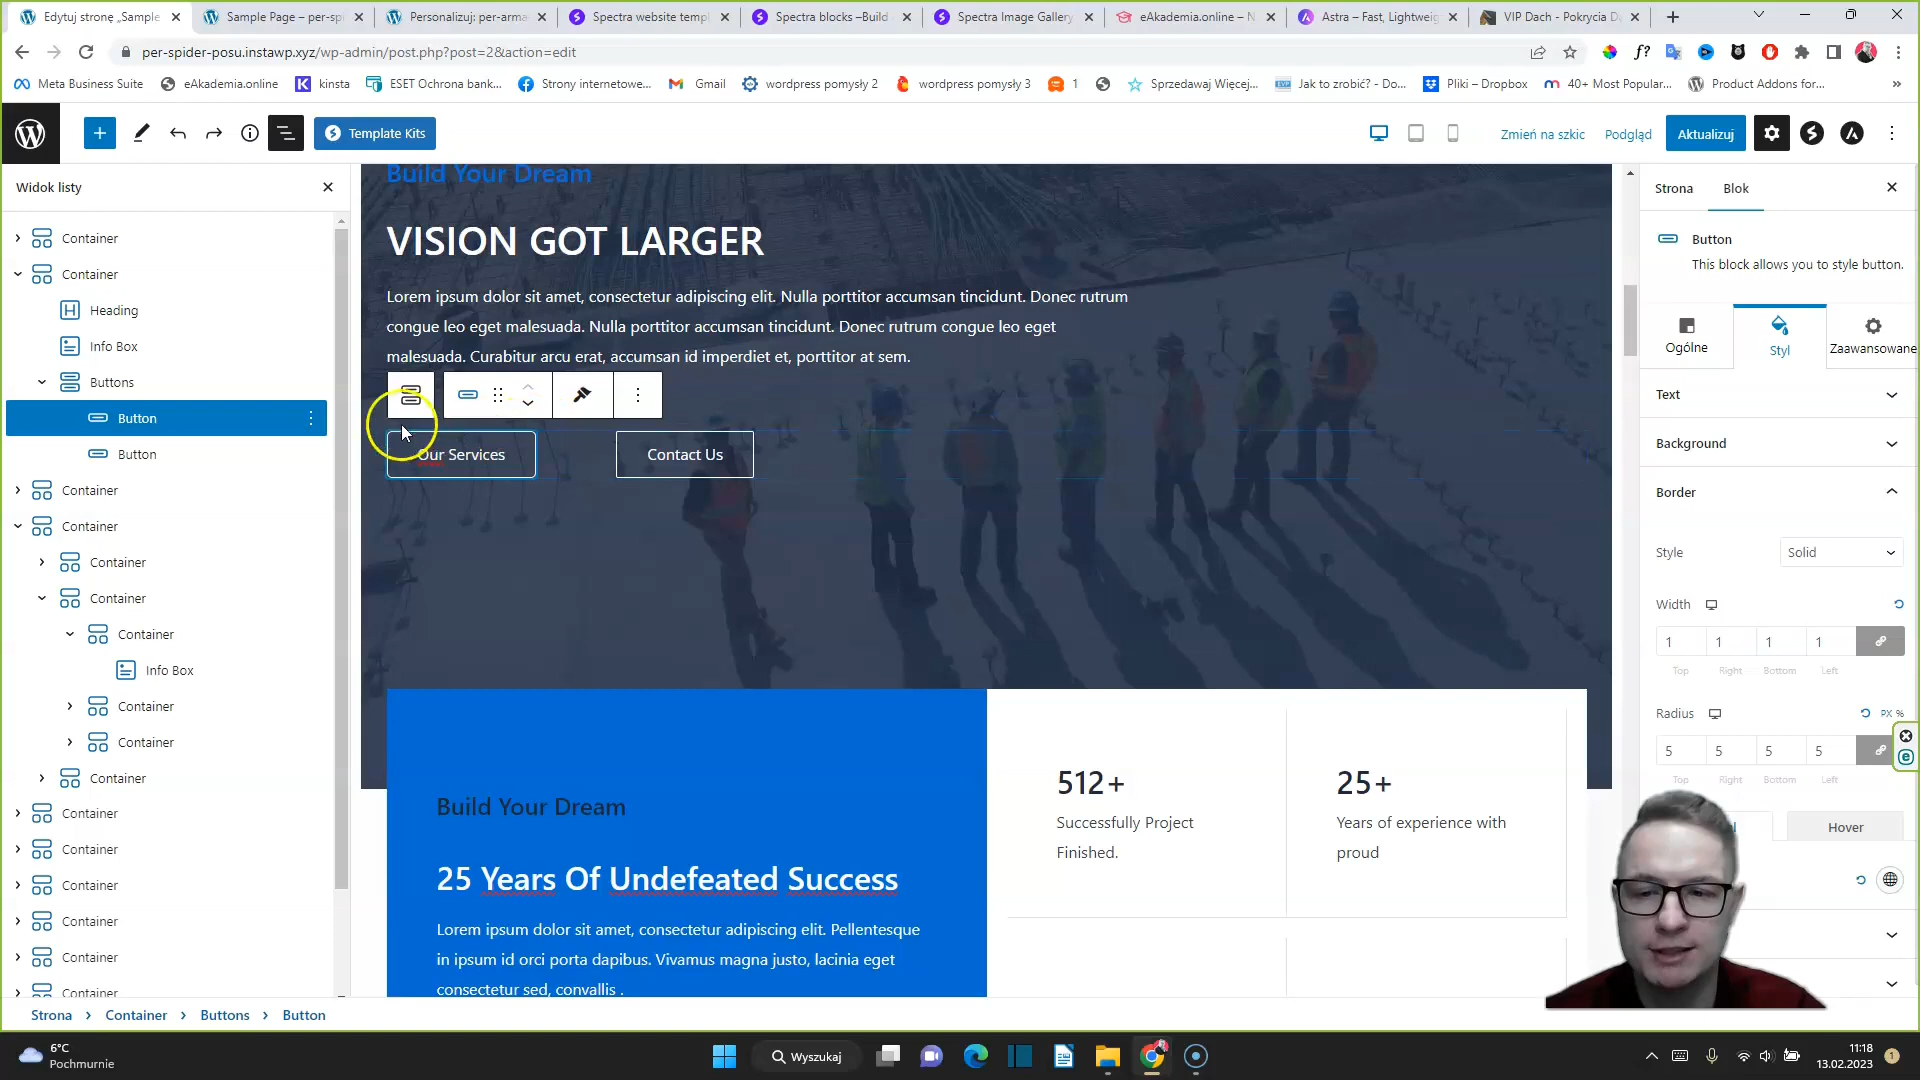 Edytuj stronę „Sample
Sample Page – per-spi
Personalizuj: per-arma
Spectra website templ
Spectra blocks –Build
Spectra Image Gallery
eAkademia.online – N
Astra – Fast, Lightweig
VIP Dach - Pokrycia D
per-spider-posu.instawp.xyz/wp-admin/post.php?post=2&action=edit
Meta Business Suite
eAkademia.online
kinsta
ESET Ochrona bank...
Strony internetowe...
Gmail
wordpress pomysły 2
wordpress pomysły 3
1
Sprzedawaj Więcej,...
Jak to zrobić? - Do...
Pliki – Dropbox
40+ Most Popular...
Product Addons for...
Template Kits
Zmień na szkic
Podgląd
Aktualizuj
Widok listy
Container
Container
Heading
Info Box
Buttons
Button
Button
Container
Container
Container
Container
Container
Info Box
Container
Container
Container
Container
Container
Container
Container
Container
Container
Build Your Dream
VISION GOT LARGER
Lorem ipsum dolor sit amet, consectetur adipiscing elit. Nulla porttitor accumsan tincidunt. Donec rutrum
congue leo eget malesuada. Nulla porttitor accumsan tincidunt. Donec rutrum congue leo eget
malesuada. Curabitur arcu erat, accumsan id imperdiet et, porttitor at sem.
Our Services
Contact Us
Build Your Dream
25 Years Of Undefeated Success
Lorem ipsum dolor sit amet, consectetur adipiscing elit. Pellentesque
in ipsum id orci porta dapibus. Vivamus magna justo, lacinia eget
consectetur sed, convallis .
512+
Successfully Project
Finished.
25+
Years of experience with
proud
Strona
Blok
Button
This block allows you to style button.
Ogólne
Styl
Zaawansowane
Text
Background
Border
Style
Solid
Width
1 1 1 1
Top Right Bottom Left
Radius
PX %
5 5 5 5
Top Right Bottom Left
Hover
Strona
Container
Buttons
Button
6°C
Pochmurnie
Wyszukaj
11:18
13.02.2023
1